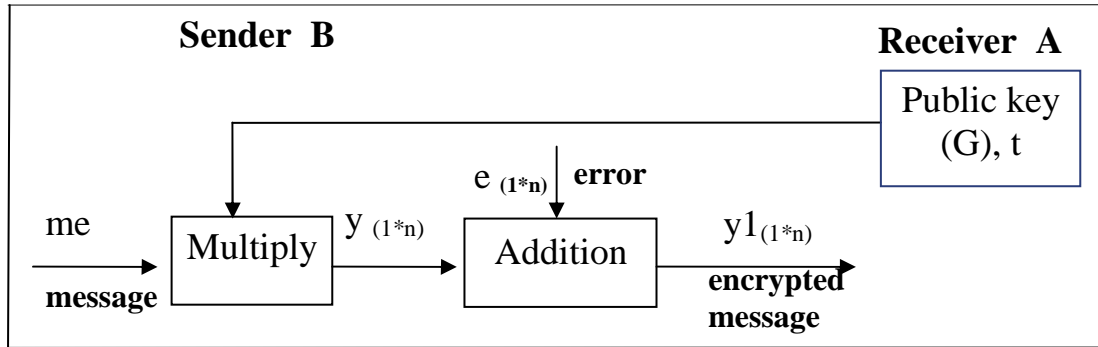 Sender B
Receiver A
Public key
(G), t
e (1*n) error
me
message
Multiply
y (1*n)
Addition
y1(1*n)
encrypted
message